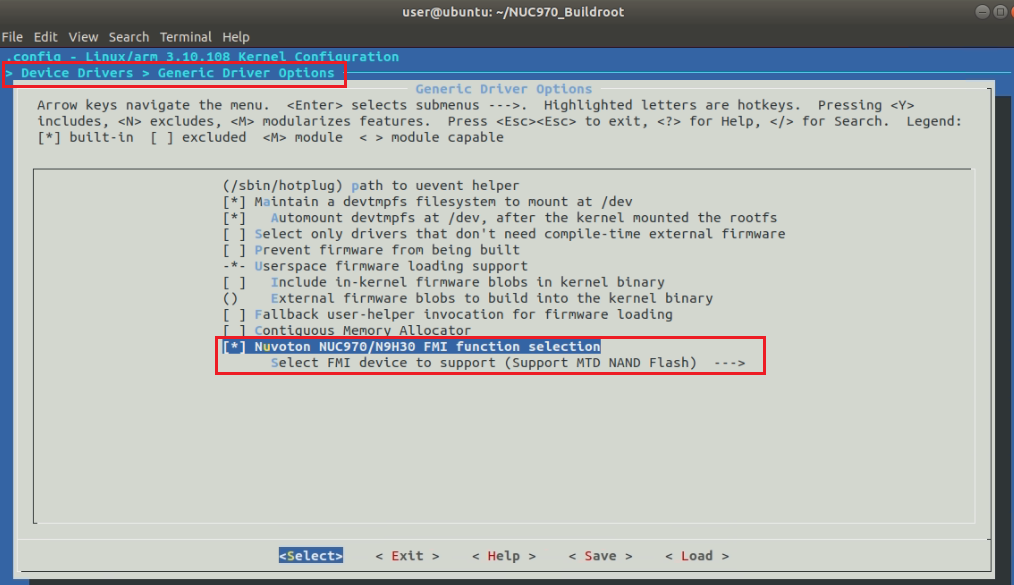 user@ubuntu: ~/NUC970_Buildroot
File Edit View Search Terminal Help
.config - Linux/arm 3.10.108 Kernel Configuration
> Device Drivers > Generic Driver Options
Generic Driver Options
Arrow keys navigate the menu. <Enter> selects submenus --->. Highlighted letters are hotkeys. Pressing <Y>
includes, <N> excludes, <M> modularizes features. Press <Esc><Esc> to exit, <?> for Help, </> for Search. Legend:
[*] built-in [ ] excluded <M> module < > module capable
(/sbin/hotplug) path to uevent helper
[*] Maintain a devtmpfs filesystem to mount at /dev
[*] Automount devtmpfs at /dev, after the kernel mounted the rootfs
[ ] Select only drivers that don't need compile-time external firmware
[ ] Prevent firmware from being built
-*- Userspace firmware loading support
[ ] Include in-kernel firmware blobs in kernel binary
() External firmware blobs to build into the kernel binary
[ ] Fallback user-helper invocation for firmware loading
[ ] Contiguous Memory Allocator
[*] Nuvoton NUC970/N9H30 FMI function selection
Select FMI device to support (Support MTD NAND Flash) --->
<Select> < Exit > < Help > < Save > < Load >